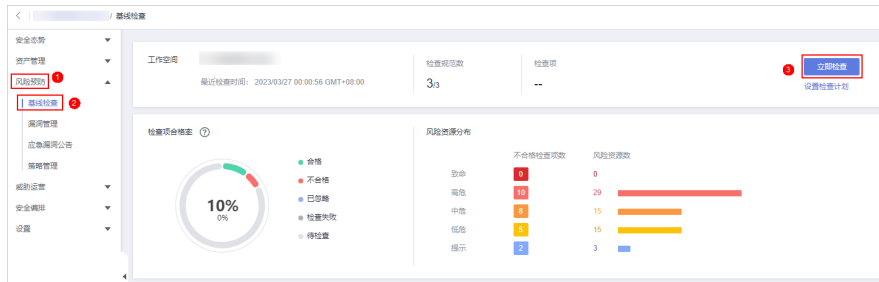 / 基线检查
安全态势
资产管理
风险预防 1
基线检查 2
漏洞管理
应急漏洞公告
策略管理
威胁运营
安全编排
设置
工作空间
最近检查时间: 2023/03/27 00:00:56 GMT+08:00
检查规范数
3/3
检查项
--
3 立即检查
设置检查计划
检查项合格率 ?
10%
0%
合格
不合格
已忽略
检查失败
待检查
风险资源分布
不合格检查项数 风险资源数
致命 0 0
高危 10 29
中危 8 15
低危 5 15
提示 2 3